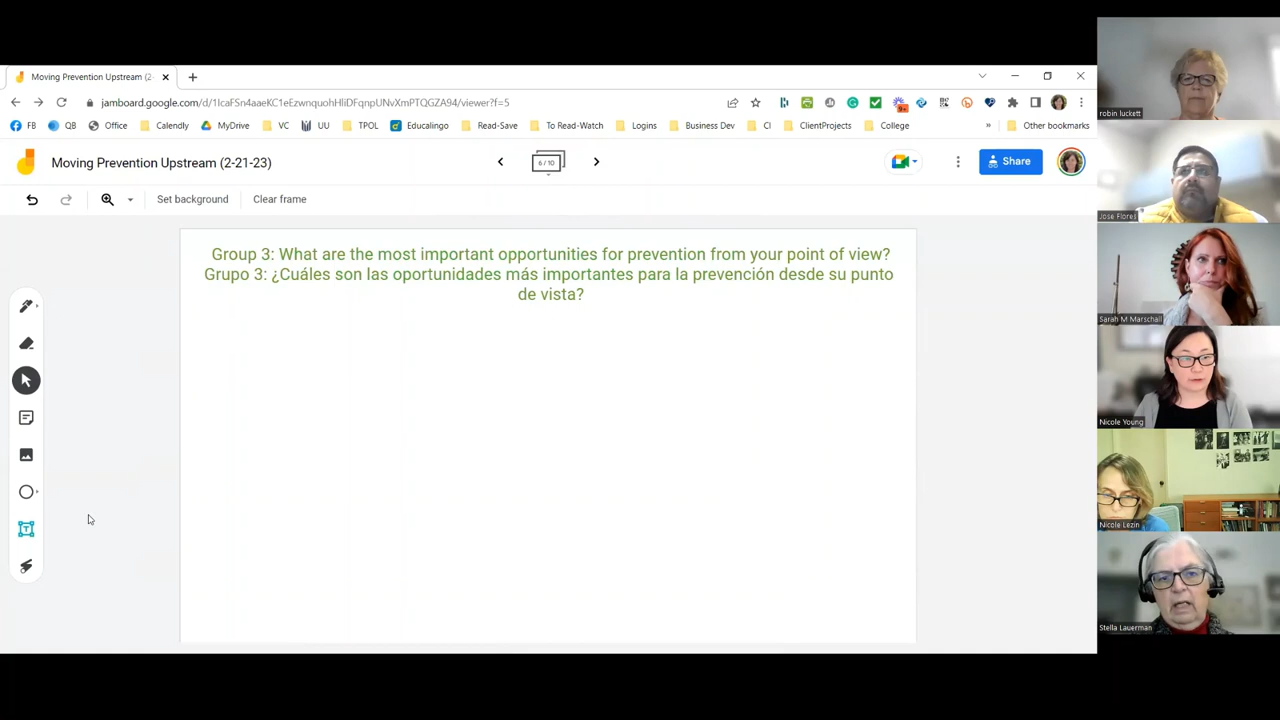 Moving Prevention Upstream (2-
jamboard.google.com/d/1IcaFSn4aaeKC1eEzwnquohHliDFqnpUNvXmPTQGZA94/viewer?f=5
FB QB Office Calendly MyDrive VC UU TPOL Educalingo Read-Save To Read-Watch Logins Business Dev CI ClientProjects College » Other bookmarks
Moving Prevention Upstream (2-21-23)
6 / 10
Share
Set background Clear frame
Group 3: What are the most important opportunities for prevention from your point of view?
Grupo 3: ¿Cuáles son las oportunidades más importantes para la prevención desde su punto
de vista?
robin luckett
Jose Flores
Sarah M Marschall
Nicole Young
Nicole Lezin
Stella Lauerman